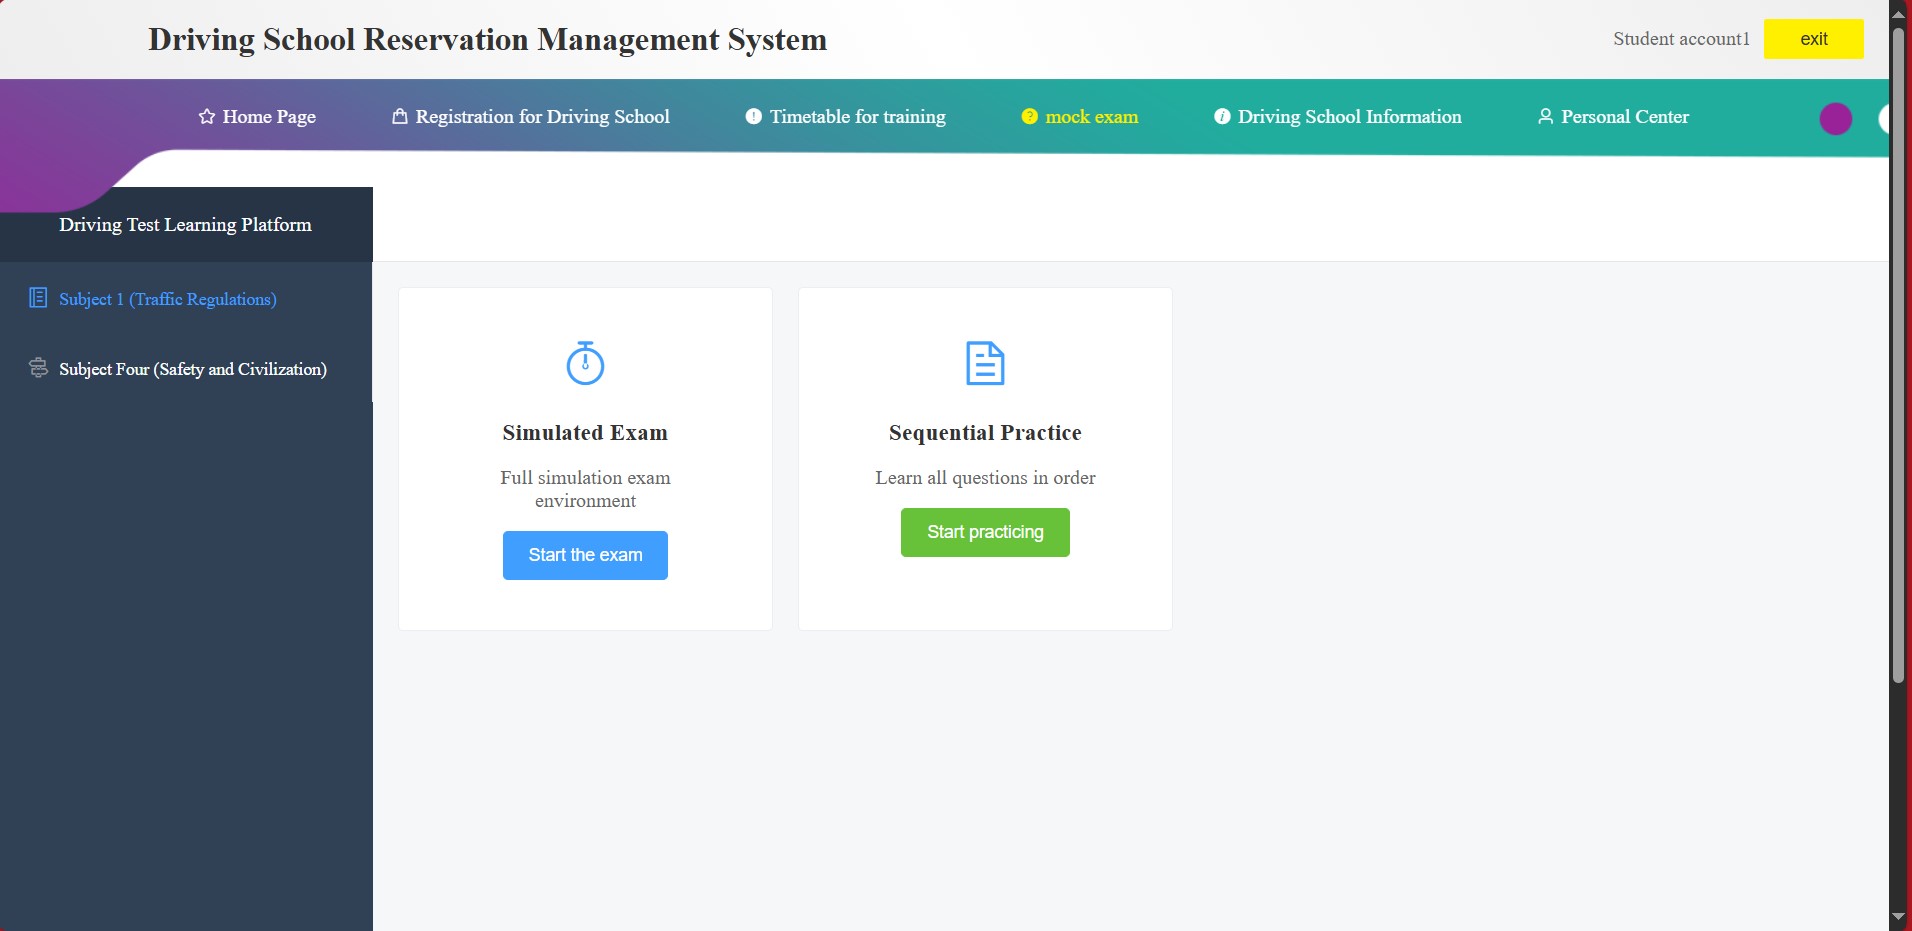 Driving School Reservation Management System
Student account1
exit
Home Page
Registration for Driving School
Timetable for training
mock exam
Driving School Information
Personal Center
Driving Test Learning Platform
Subject 1 (Traffic Regulations)
Subject Four (Safety and Civilization)
Simulated Exam
Full simulation exam
environment
Start the exam
Sequential Practice
Learn all questions in order
Start practicing